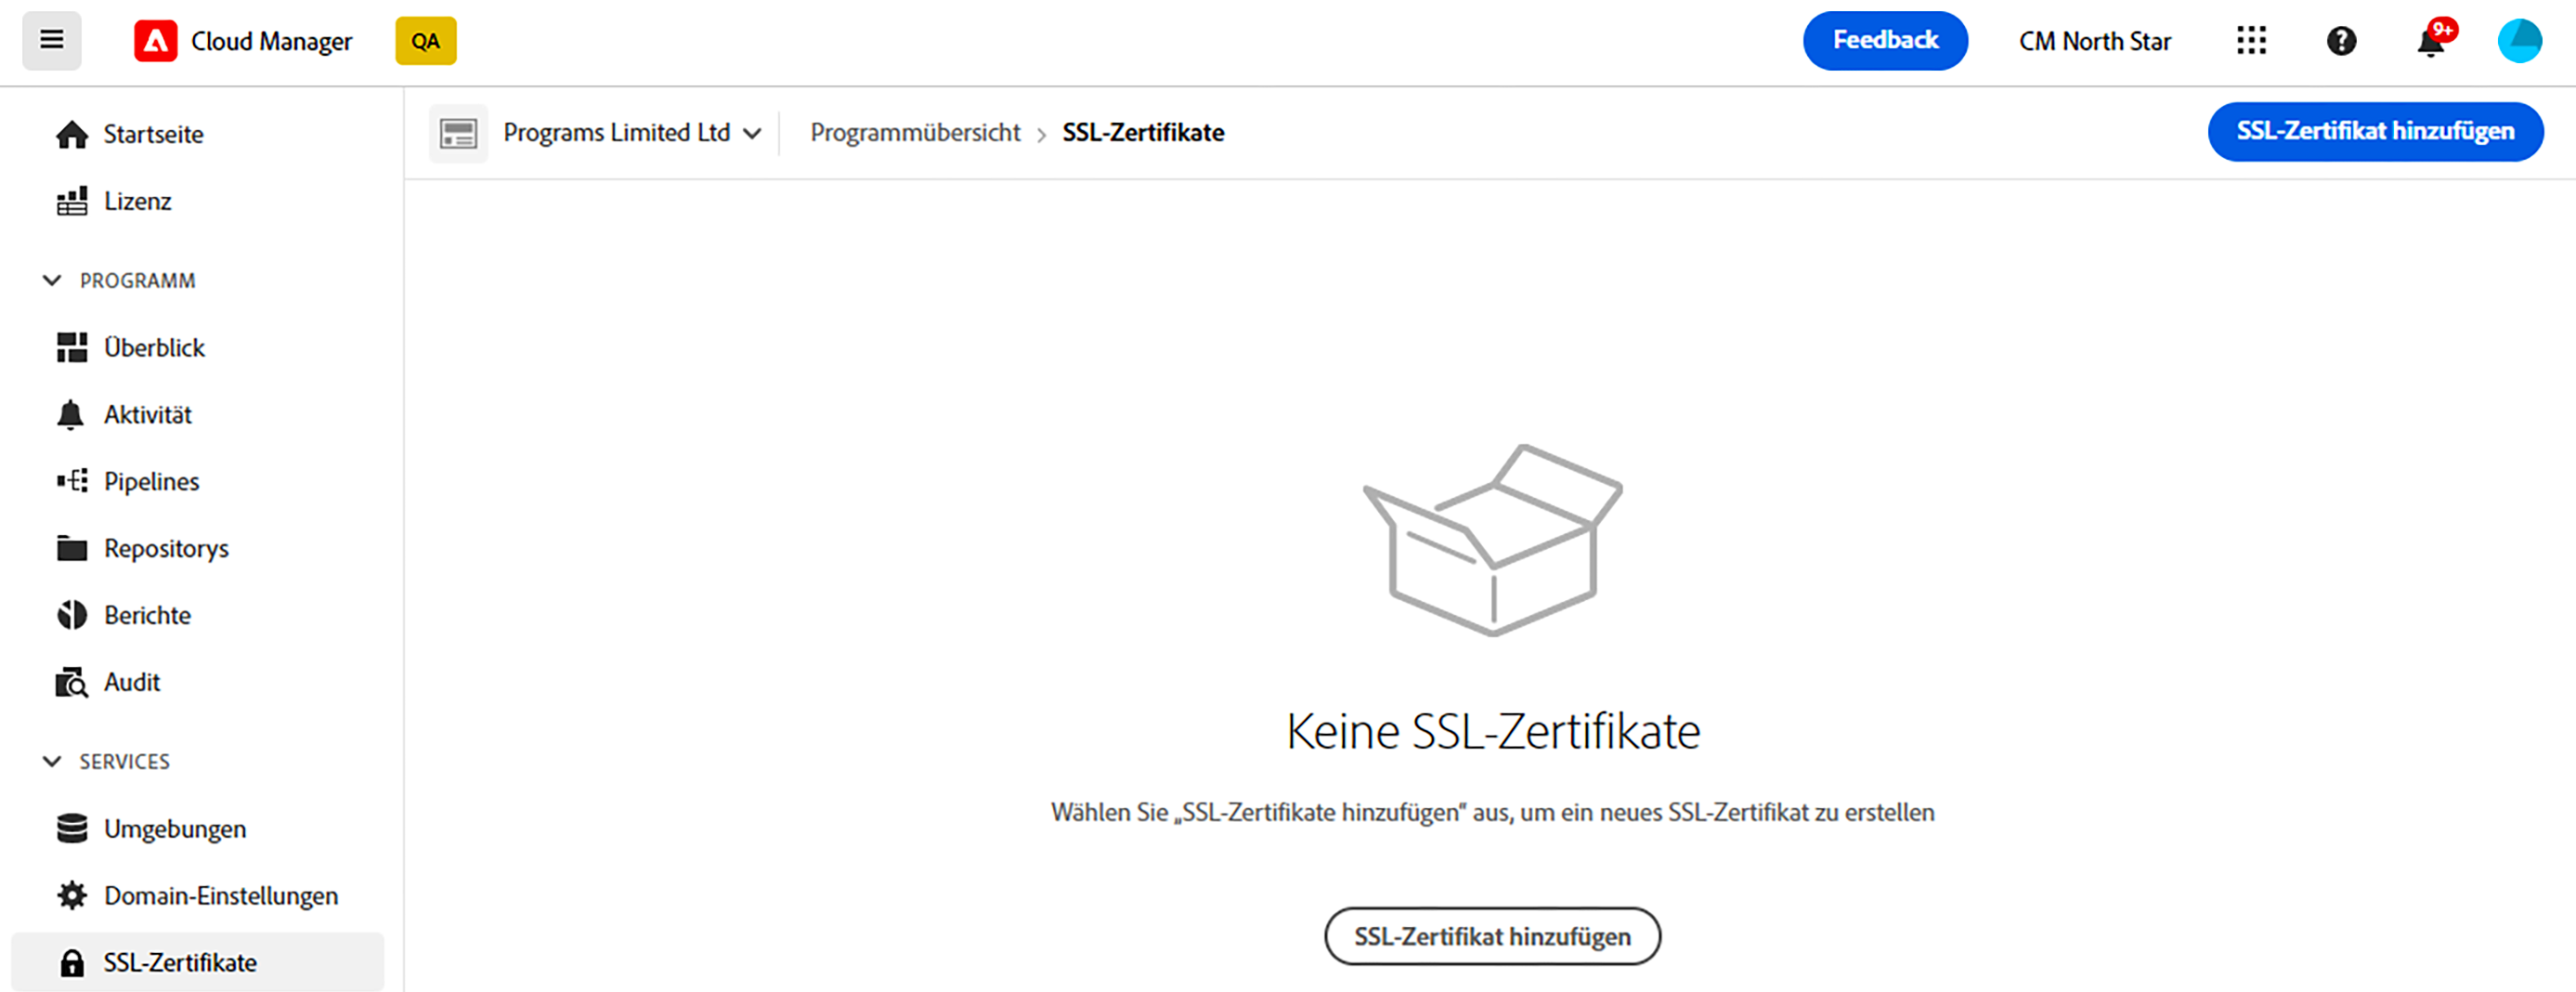 Cloud Manager QA Feedback CM North Star 9+
Programs Limited Ltd Programmübersicht › SSL-Zertifikate SSL-Zertifikat hinzufügen
Startseite
Lizenz
PROGRAMM
Überblick
Aktivität
Pipelines
Repositorys
Berichte
Audit
SERVICES
Umgebungen
Domain-Einstellungen
SSL-Zertifikate
Keine SSL-Zertifikate
Wählen Sie „SSL-Zertifikate hinzufügen" aus, um ein neues SSL-Zertifikat zu erstellen
SSL-Zertifikat hinzufügen